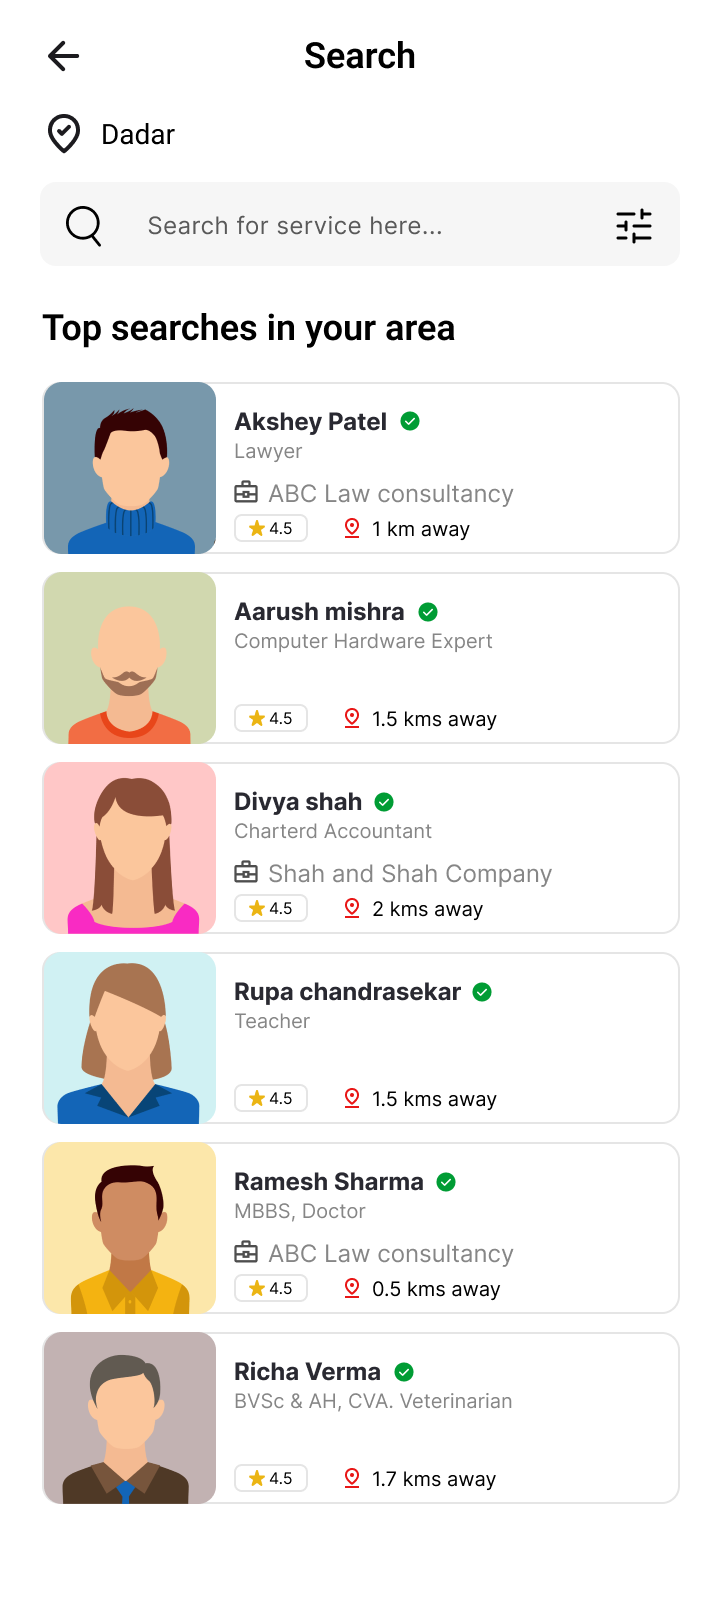 Search
Dadar
Search for service here...
Top searches in your area
Akshey Patel
Lawyer
ABC Law consultancy
4.5 1 km away
Aarush mishra
Computer Hardware Expert
4.5 1.5 kms away
Divya shah
Charterd Accountant
Shah and Shah Company
4.5 2 kms away
Rupa chandrasekar
Teacher
4.5 1.5 kms away
Ramesh Sharma
MBBS, Doctor
ABC Law consultancy
4.5 0.5 kms away
Richa Verma
BVSc & AH, CVA. Veterinarian
4.5 1.7 kms away